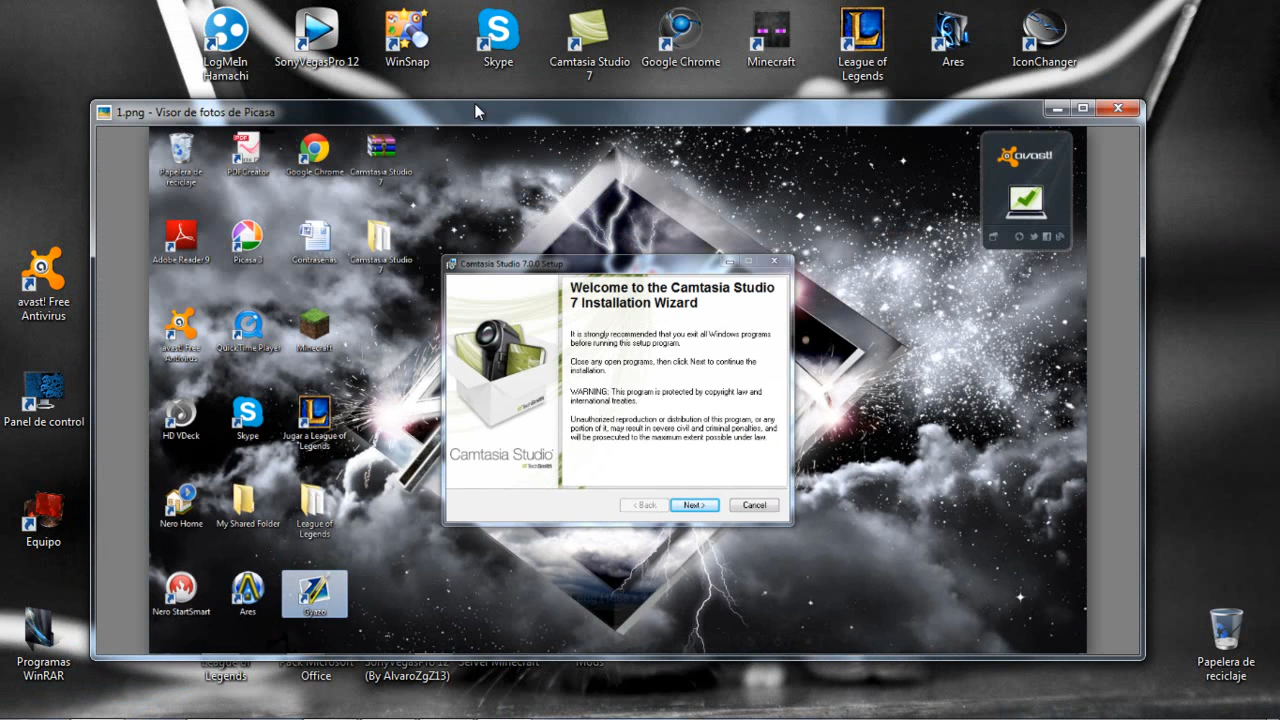 LogMeIn
Hamachi
SonyVegasPro 12
WinSnap
Skype
Camtasia Studio
7
Google Chrome
Minecraft
League of
Legends
Ares
IconChanger
1.png - Visor de fotos de Picasa
Papelera de
reciclaje
PDF
PDFCreator
Google Chrome
Camstasia Studio
7
avast!
Adobe Reader 9
Picasa 3
Contraseñas
Camstasia Studio
7
avast! Free
Antivirus
Camtasia Studio 7.0.0 Setup
Welcome to the Camtasia Studio
7 Installation Wizard
It is strongly recommended that you exit all Windows programs
before running this setup program.
Close any open programs, then click Next to continue the
installation.
WARNING: This program is protected by copyright law and
international treaties.
Unauthorized reproduction or distribution of this program, or any
portion of it, may result in severe civil and criminal penalties, and
will be prosecuted to the maximum extent possible under law.
Camtasia Studio
TechSmith
< Back
Next >
Cancel
avast! Free
Antivirus
QuickTime Player
Minecraft
Panel de control
HD VDeck
Skype
Jugar a League of
Legends
Nero Home
My Shared Folder
League of
Legends
Equipo
Nero StartSmart
Ares
Gyazo
Programas
WinRAR
League of
Legends
Pack Microsoft
Office
SonyVegasPro 12
(By AlvaroZgZ13)
Server Minecraft
Mods
Papelera de
reciclaje